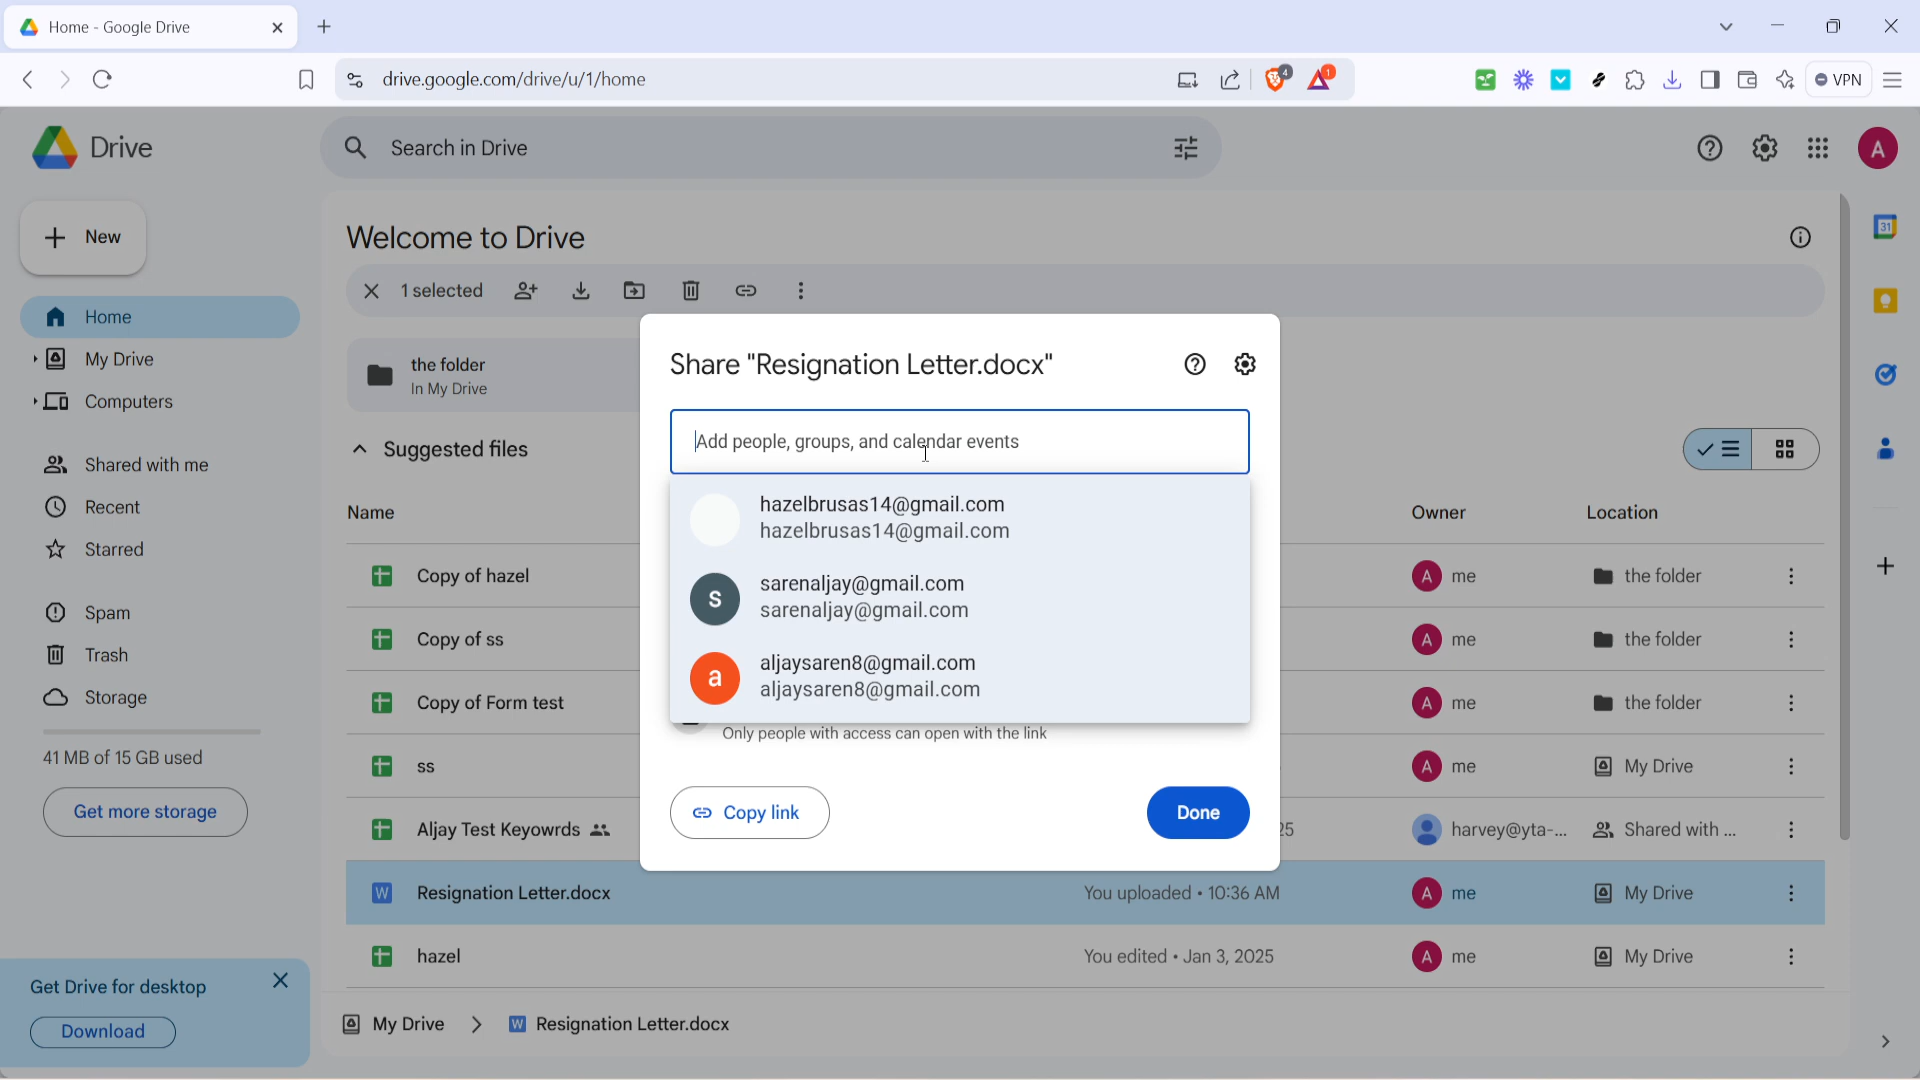 Home - Google Drive
drive.google.com/drive/u/1/home
4
1
VPN
Drive
Search in Drive
A
New
Welcome to Drive
31
1 selected
Home
My Drive
Computers
Shared with me
Recent
Starred
Spam
Trash
Storage
41 MB of 15 GB used
Get more storage
Get Drive for desktop
Download
the folder
In My Drive
Suggested files
Name
Owner
Location
Copy of hazel
A me
the folder
Copy of ss
A me
the folder
Copy of Form test
A me
the folder
ss
A me
My Drive
Aljay Test Keyowrds
25
harvey@yta-...
Shared with ...
W Resignation Letter.docx
You uploaded • 10:36 AM
A me
My Drive
hazel
You edited • Jan 3, 2025
A me
My Drive
My Drive
W Resignation Letter.docx
Share "Resignation Letter.docx"
Add people, groups, and calendar events
hazelbrusas14@gmail.com
hazelbrusas14@gmail.com
s
sarenaljay@gmail.com
sarenaljay@gmail.com
a
aljaysaren8@gmail.com
aljaysaren8@gmail.com
Only people with access can open with the link
Copy link
Done